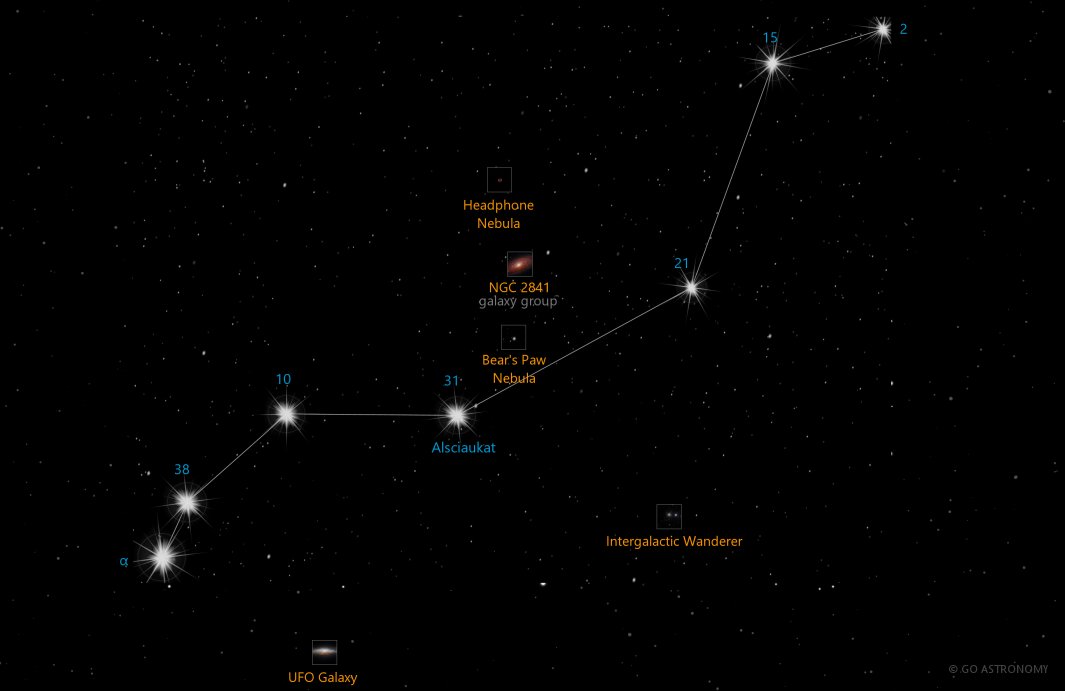 2
15
Headphone
Nebula
21
NGC 2841
galaxy group
Bear's Paw
Nebula
10
31
Alsciaukat
38
Intergalactic Wanderer
α
UFO Galaxy
© GO ASTRONOMY